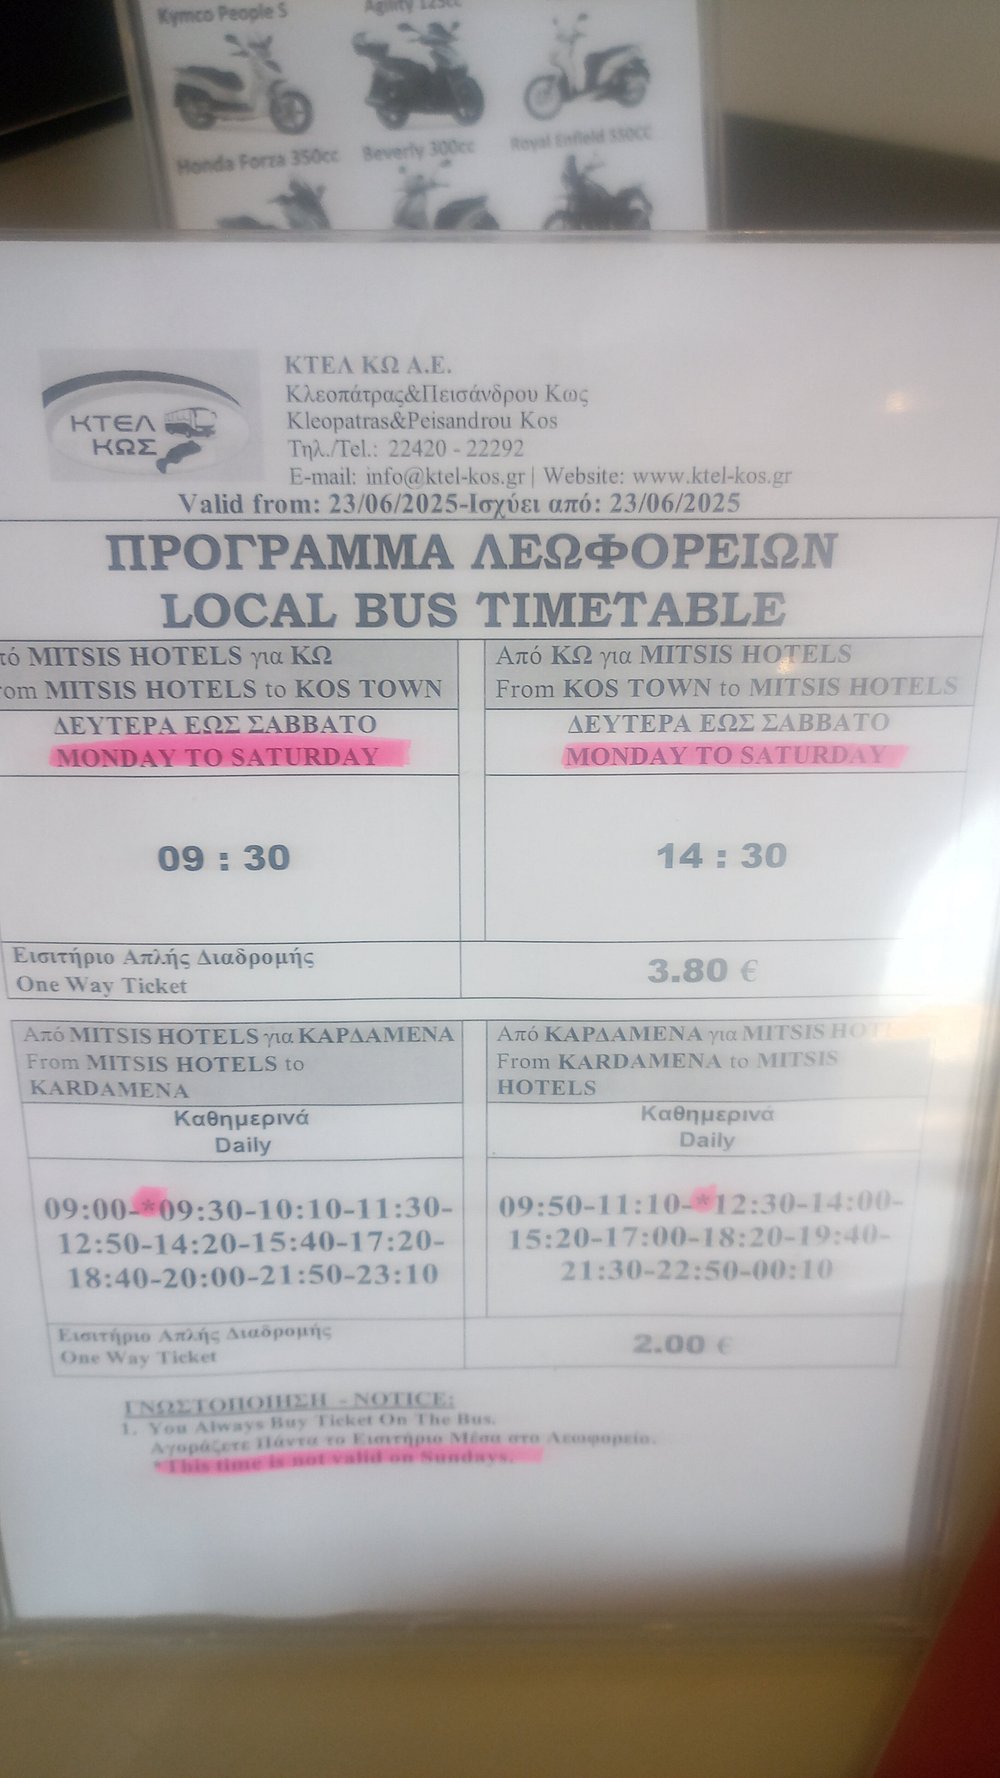 Kymco People S
Agility 125cc
Honda Forza 350cc
Beverly 300cc
Royal Enfield 350CC
ΚΤΕΛ
ΚΩΣ
ΚΤΕΛ ΚΩ Α.Ε.
Κλεοπάτρας&Πεισάνδρου Κως
Kleopatras&Peisandrou Kos
Τηλ./Tel.: 22420 - 22292
E-mail: info@ktel-kos.gr | Website: www.ktel-kos.gr
Valid from: 23/06/2025-Ισχύει από: 23/06/2025
ΠΡΟΓΡΑΜΜΑ ΛΕΩΦΟΡΕΙΩΝ
LOCAL BUS TIMETABLE
τό MITSIS HOTELS για ΚΩ
rom MITSIS HOTELS to KOS TOWN
ΔΕΥΤΕΡΑ ΕΩΣ ΣΑΒΒΑΤΟ
MONDAY TO SATURDAY
09 : 30
Από ΚΩ για MITSIS HOTELS
From KOS TOWN to MITSIS HOTELS
ΔΕΥΤΕΡΑ ΕΩΣ ΣΑΒΒΑΤΟ
MONDAY TO SATURDAY
14 : 30
Εισιτήριο Απλής Διαδρομής
One Way Ticket
3.80 €
Από MITSIS HOTELS για ΚΑΡΔΑΜΕΝΑ
From MITSIS HOTELS to
KARDAMENA
Καθημερινά
Daily
09:00-*09:30-10:10-11:30-
12:50-14:20-15:40-17:20-
18:40-20:00-21:50-23:10
Από ΚΑΡΔΑΜΕΝΑ για MITSIS HOT
From KARDAMENA to MITSIS
HOTELS
Καθημερινά
Daily
09:50-11:10-*12:30-14:00-
15:20-17:00-18:20-19:40-
21:30-22:50-00:10
Εισιτήριο Απλής Διαδρομής
One Way Ticket
2.00 €
ΓΝΩΣΤΟΠΟΙΗΣΗ - NOTICE:
1. You Always Buy Ticket On The Bus.
Αγοράζετε Πάντα το Εισιτήριο Μέσα στο Λεωφορείο.
*This time is not valid on Sundays.